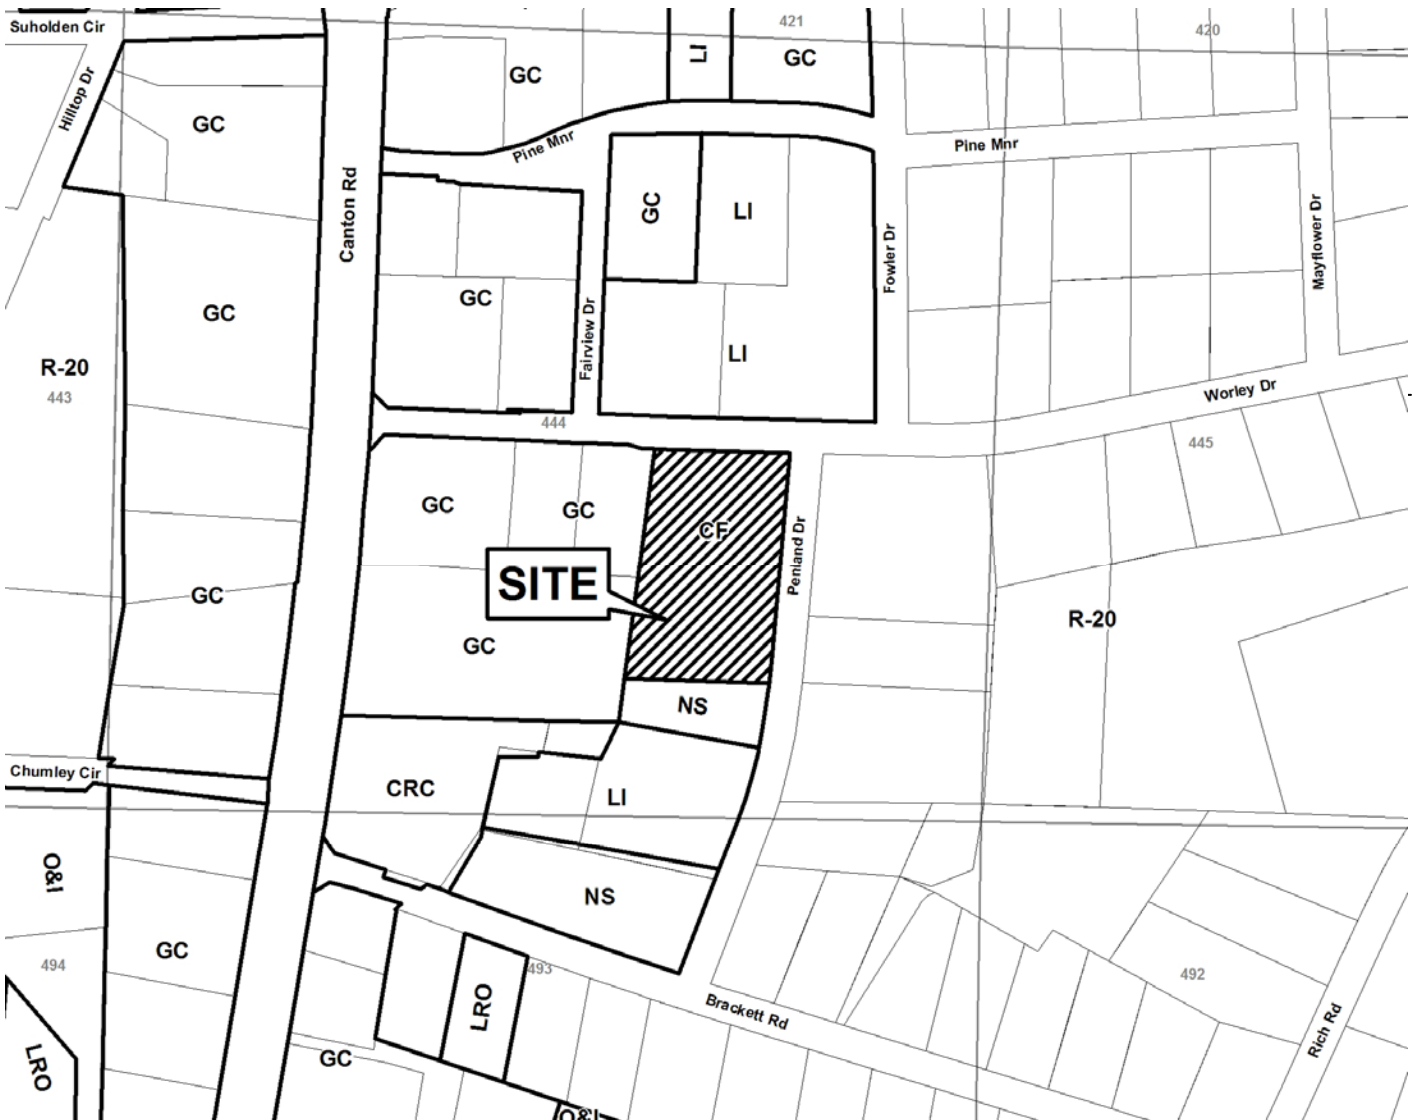 Suholden Cir
421
420
LI
GC
GC
Hilltop Dr
GC
Pine Mnr
Pine Mnr
Canton Rd
GC
LI
Mayflower Dr
Fowler Dr
GC
GC
Fairview Dr
LI
R-20
443
Worley Dr
444
445
GC
GC
CF
Penland Dr
SITE
GC
R-20
GC
NS
Chumley Cir
CRC
LI
O&I
NS
GC
494
493
492
LRO
Brackett Rd
Rich Rd
GC
LRO
O&I